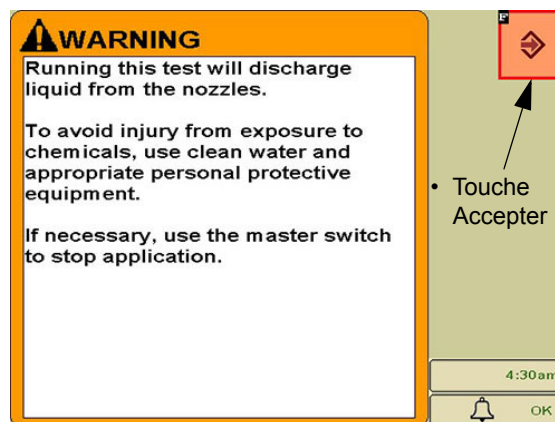 WARNING
Running this test will discharge
liquid from the nozzles.
To avoid injury from exposure to
chemicals, use clean water and
appropriate personal protective
equipment.
If necessary, use the master switch
to stop application.
F
• Touche
Accepter
4:30am
OK